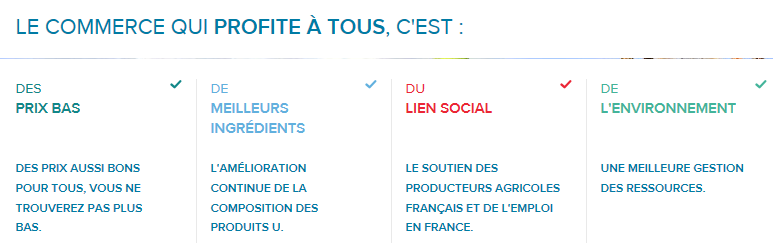 LE COMMERCE QUI PROFITE À TOUS, C'EST :
DES
PRIX BAS
DES PRIX AUSSI BONS
POUR TOUS, VOUS NE
TROUVEREZ PAS PLUS
BAS.
DE
MEILLEURS
INGRÉDIENTS
L'AMÉLIORATION
CONTINUE DE LA
COMPOSITION DES
PRODUITS U.
DU
LIEN SOCIAL
LE SOUTIEN DES
PRODUCTEURS AGRICOLES
FRANÇAIS ET DE L'EMPLOI
EN FRANCE.
DE
L'ENVIRONNEMENT
UNE MEILLEURE GESTION
DES RESSOURCES.